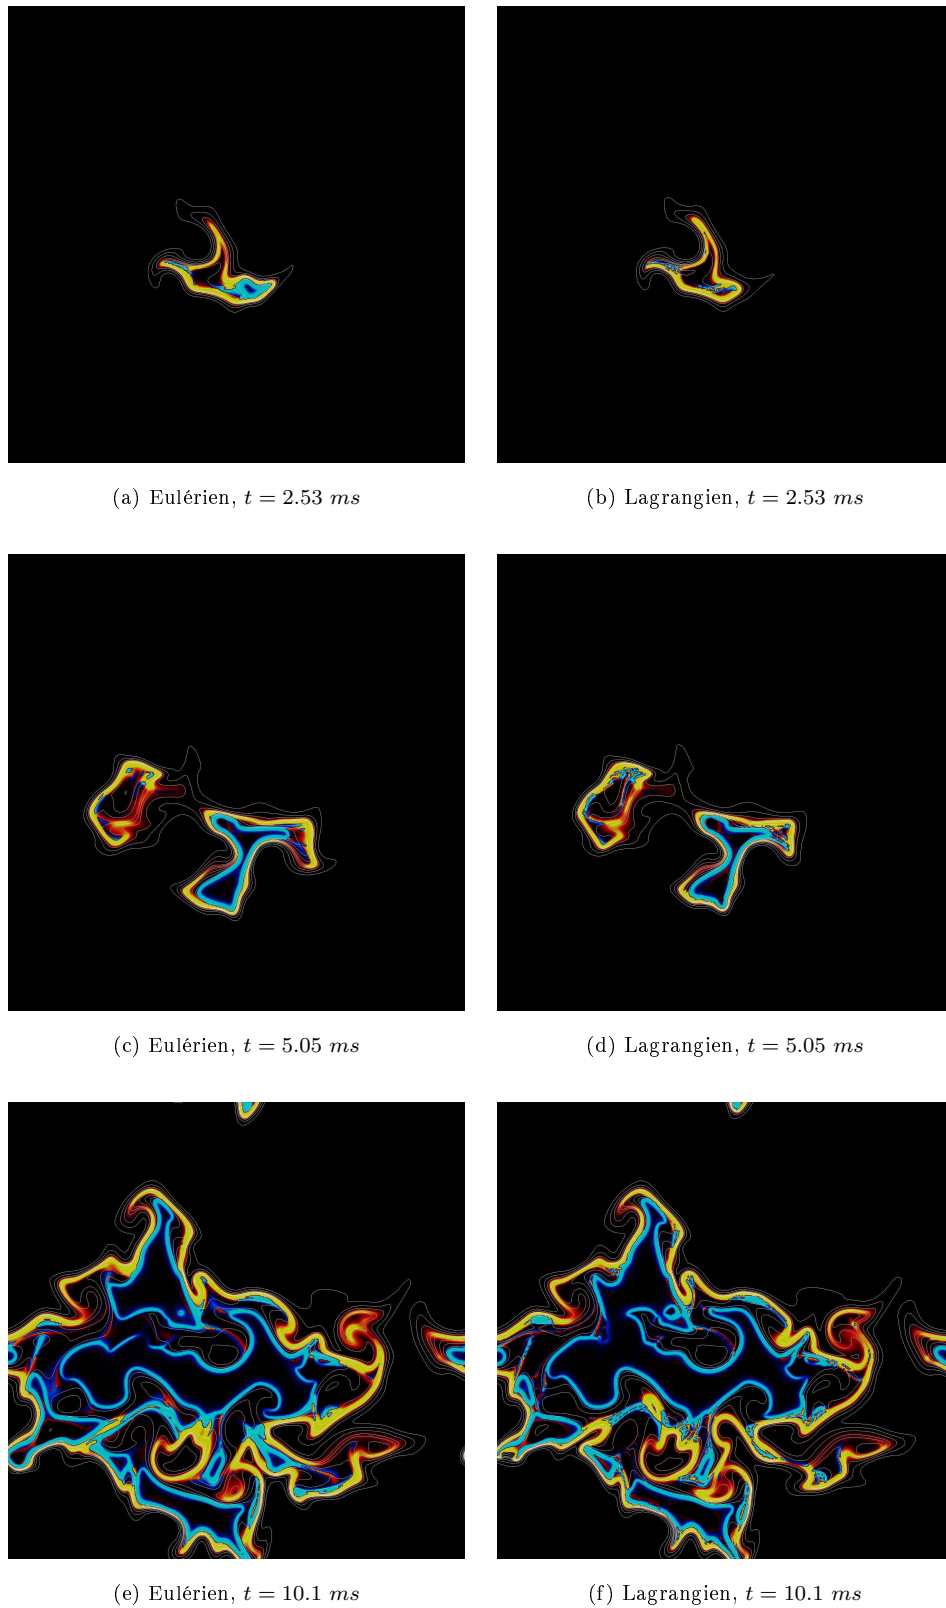 (a) Eulérien, t = 2.53 ms
(b) Lagrangien, t = 2.53 ms
(c) Eulérien, t = 5.05 ms
(d) Lagrangien, t = 5.05 ms
(e) Eulérien, t = 10.1 ms
(f) Lagrangien, t = 10.1 ms